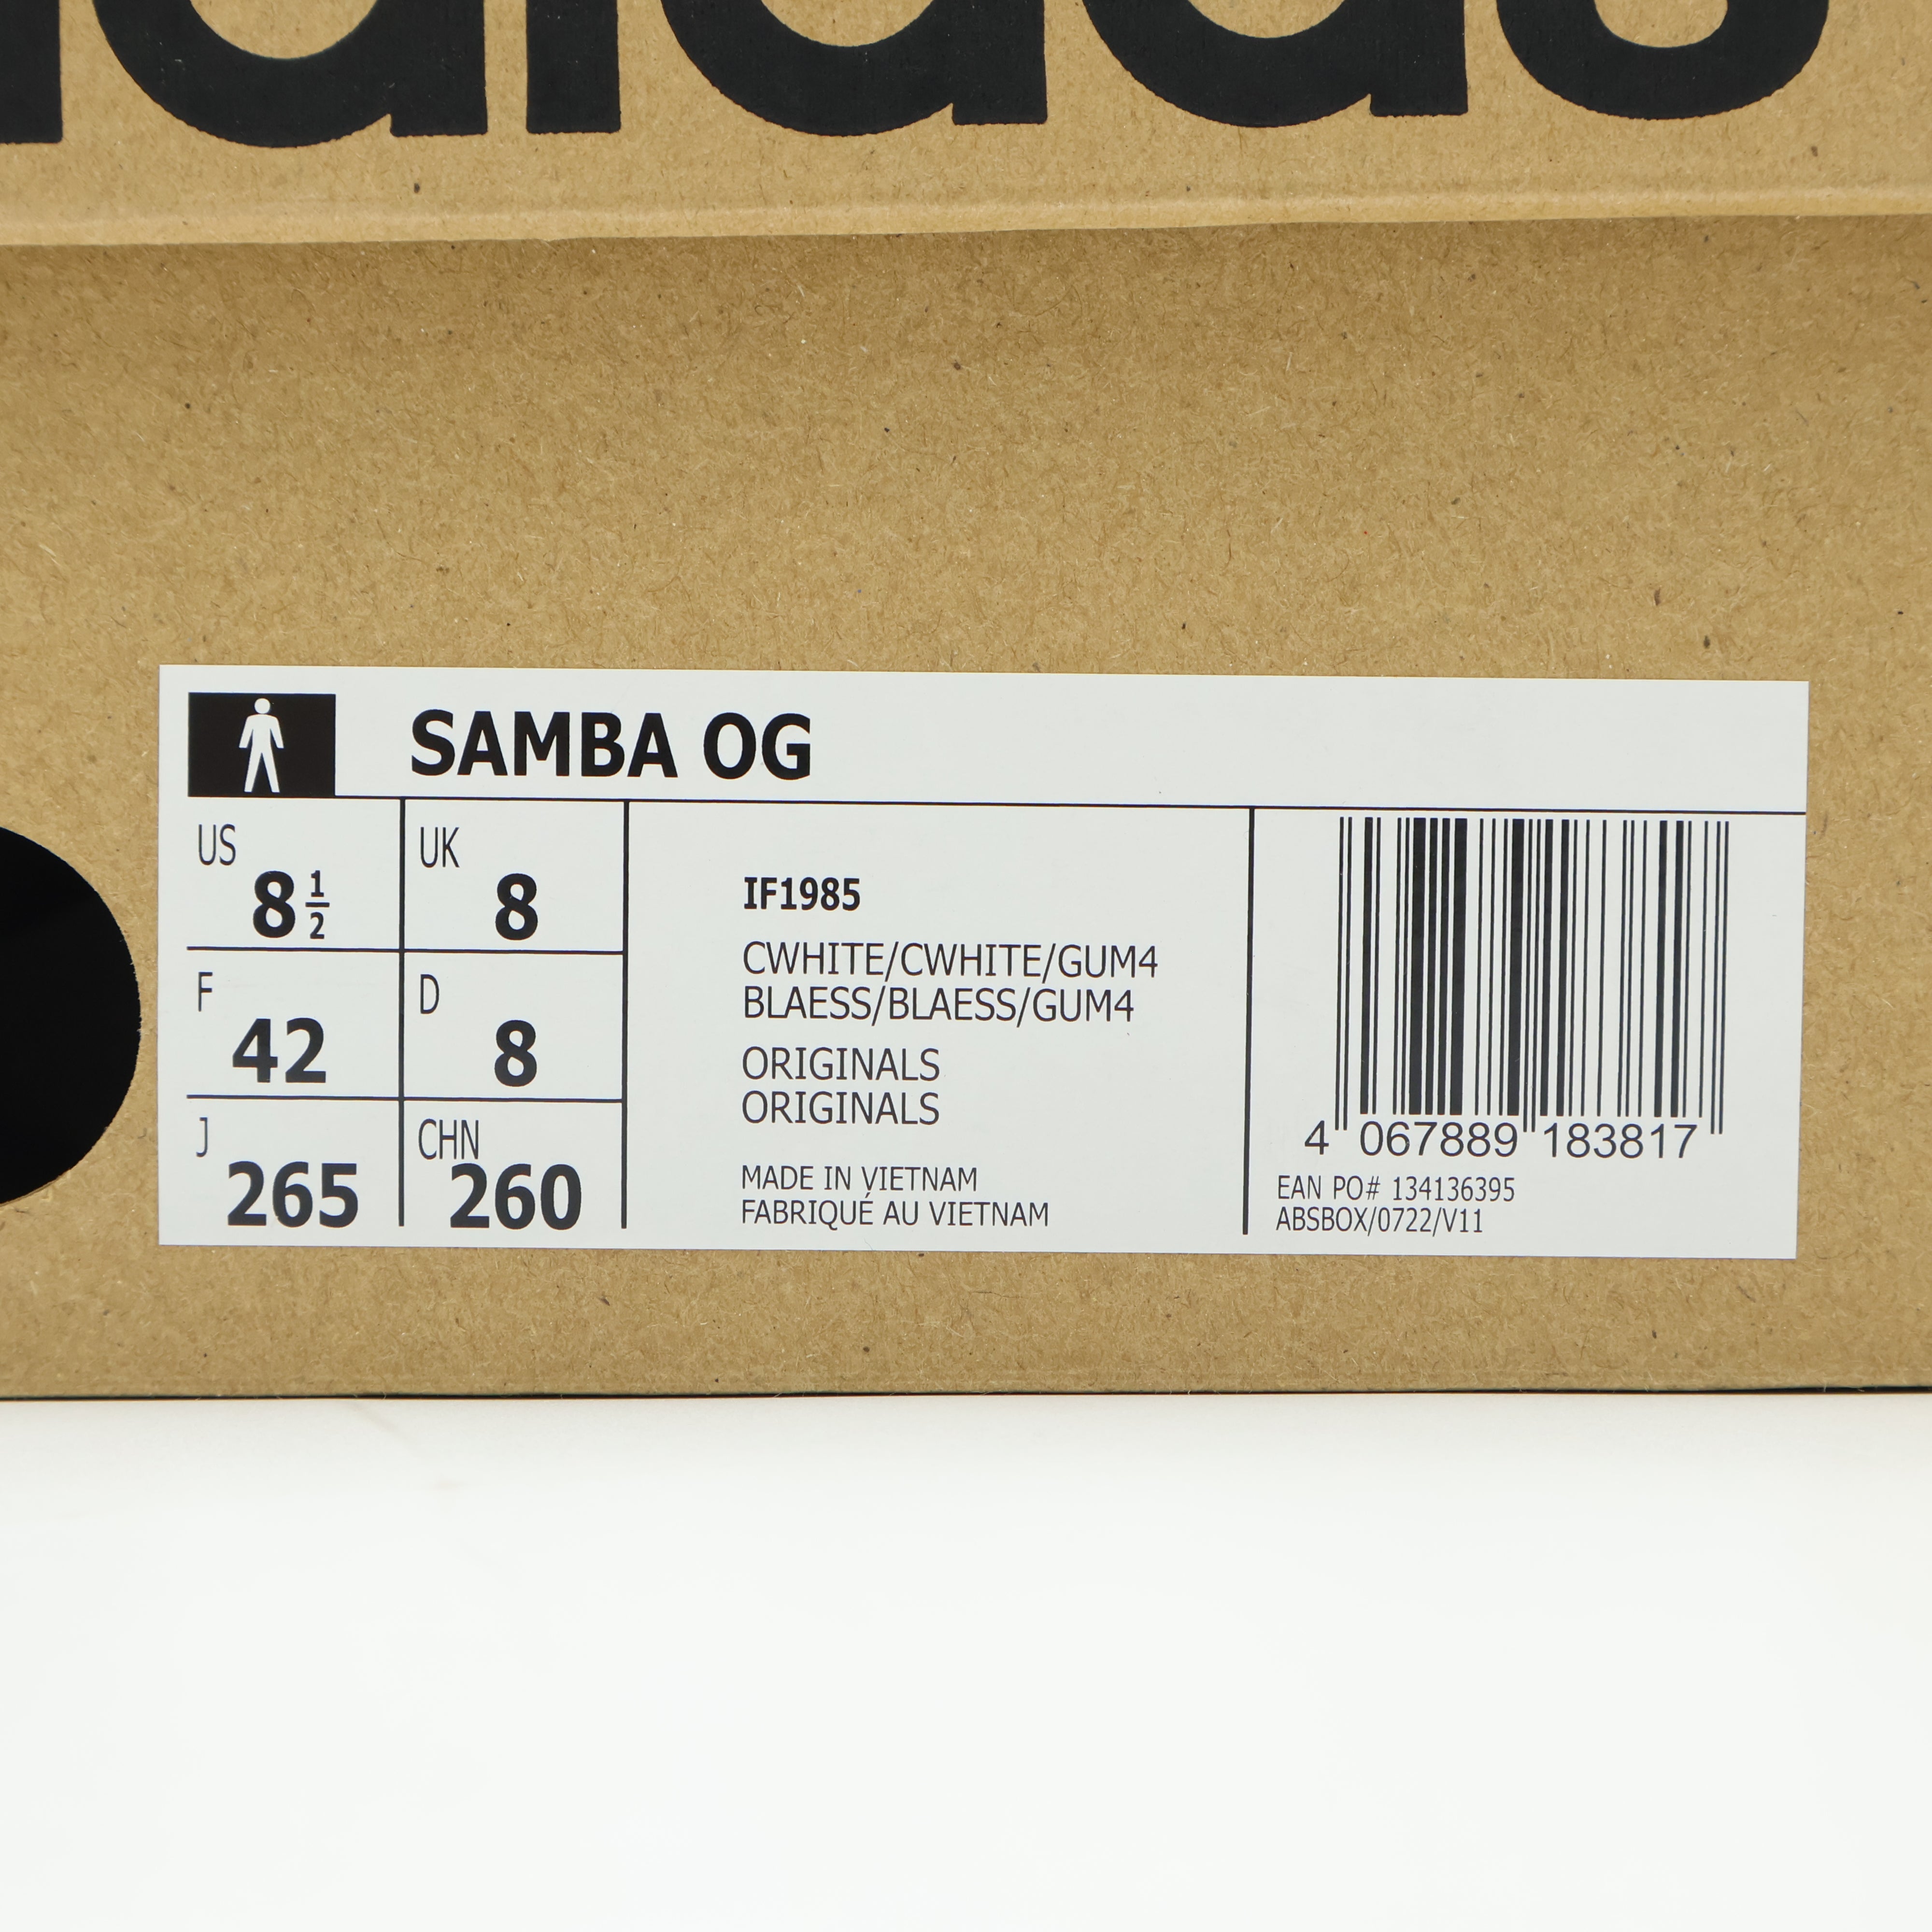 adidas
SAMBA OG
US
8 1/2
UK
8
F
42
D
8
J
265
CHN
260
IF1985
CWHITE/CWHITE/GUM4
BLAESS/BLAESS/GUM4
ORIGINALS
ORIGINALS
MADE IN VIETNAM
FABRIQUÉ AU VIETNAM
4 067889 183817
EAN PO# 134136395
ABSBOX/0722/V11